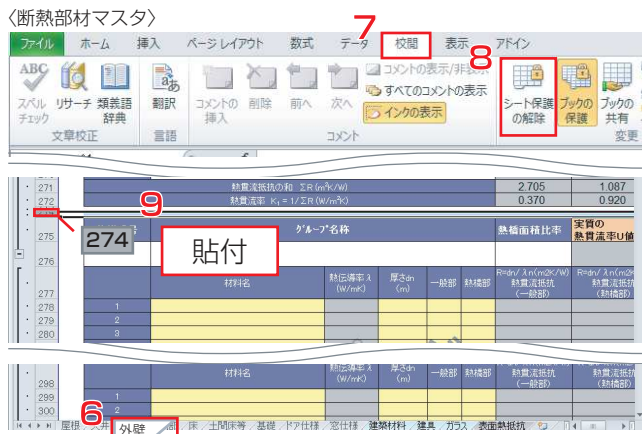 〈断熱部材マスタ〉
7
8
ファイル ホーム 挿入 ページ レイアウト 数式 データ 校閲 表示 アドイン
ABC
スペル チェック
リサーチ
類義語 辞典
文章校正
翻訳
言語
コメントの 挿入
削除
前へ
次へ
コメントの表示/非表示
すべてのコメントの表示
インクの表示
コメント
シート保護 の解除
ブックの 保護
ブックの 共有
変更
271 熱貫流抵抗の和 ΣR(㎡K/W) 2.705 1.087
272 熱貫流率 K₁=1/ΣR(W/㎡K) 0.370 0.920
9
274
275 号 グループ名称 熱橋面積比率 実質の 熱貫流率U値
貼付
276
277 材料名 熱伝導率λ (W/mK) 厚さdn (m) 一般部 熱橋部 R=dn/λn(m2K/W) 熱貫流抵抗 (一般部) R=dn/λn(m2K 熱貫流抵抗 (熱橋部)
278 1
279 2
280 3
298 材料名 熱伝導率λ (W/mK) 厚さdn (m) 一般部 熱橋部 熱貫流抵抗 (一般部) 熱貫流抵抗 (熱橋部)
299 1
300 2
6
屋根 天井 外壁 部 床 土間床等 基礎 ドア仕様 窓仕様 建築材料 建具 ガラス 表面熱抵抗